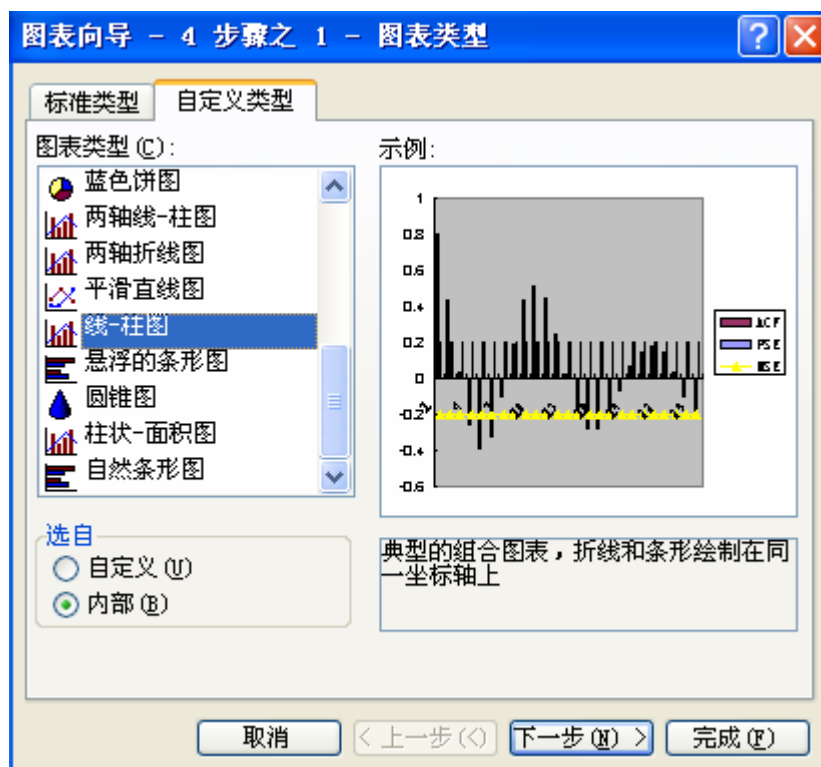 图表向导 - 4 步骤之 1 - 图表类型
标准类型 自定义类型
图表类型(C):
蓝色饼图
两轴线-柱图
两轴折线图
平滑直线图
线-柱图
悬浮的条形图
圆锥图
柱状-面积图
自然条形图
选自
自定义(U)
内部(B)
示例:
1
0.8
0.6
0.4
0.2
0
-0.2
-0.4
-0.6
ACF
PSE
NSE
典型的组合图表，折线和条形绘制在同
一坐标轴上
取消 < 上一步(<) 下一步(N) > 完成(F)